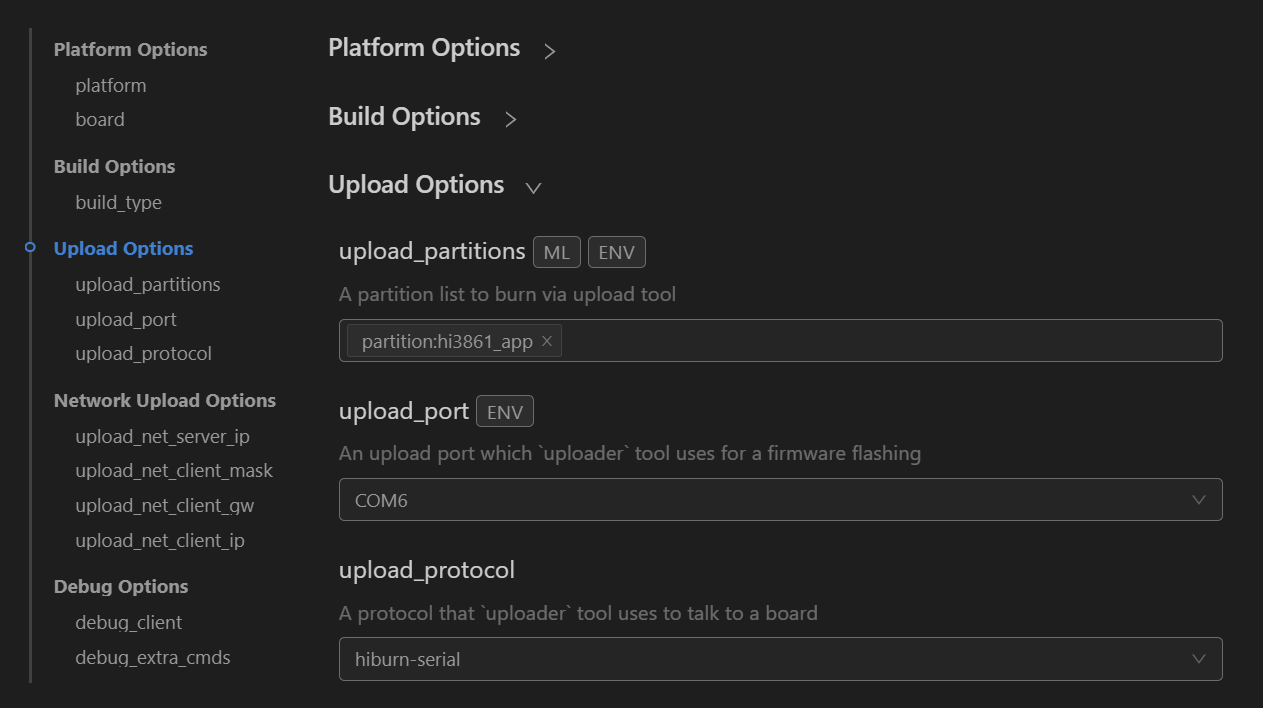 Platform Options
platform
board
Build Options
build_type
Upload Options
upload_partitions
upload_port
upload_protocol
Network Upload Options
upload_net_server_ip
upload_net_client_mask
upload_net_client_gw
upload_net_client_ip
Debug Options
debug_client
debug_extra_cmds
Platform Options
Build Options
Upload Options
upload_partitions ML ENV
A partition list to burn via upload tool
partition:hi3861_app ×
upload_port ENV
An upload port which `uploader` tool uses for a firmware flashing
COM6
upload_protocol
A protocol that `uploader` tool uses to talk to a board
hiburn-serial